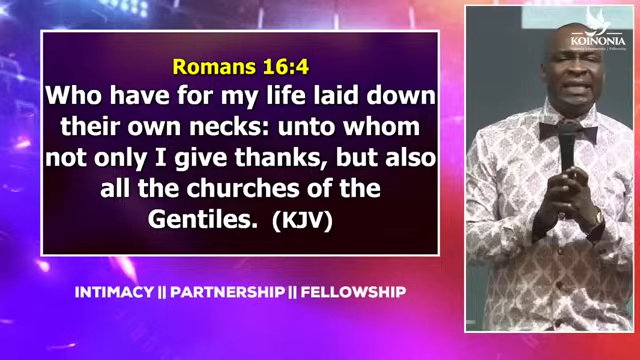 Romans 16:4
Who have for my life laid down
their own necks: unto whom
not only I give thanks, but also
all the churches of the
Gentiles. (KJV)
INTIMACY || PARTNERSHIP || FELLOWSHIP
KOINONIA